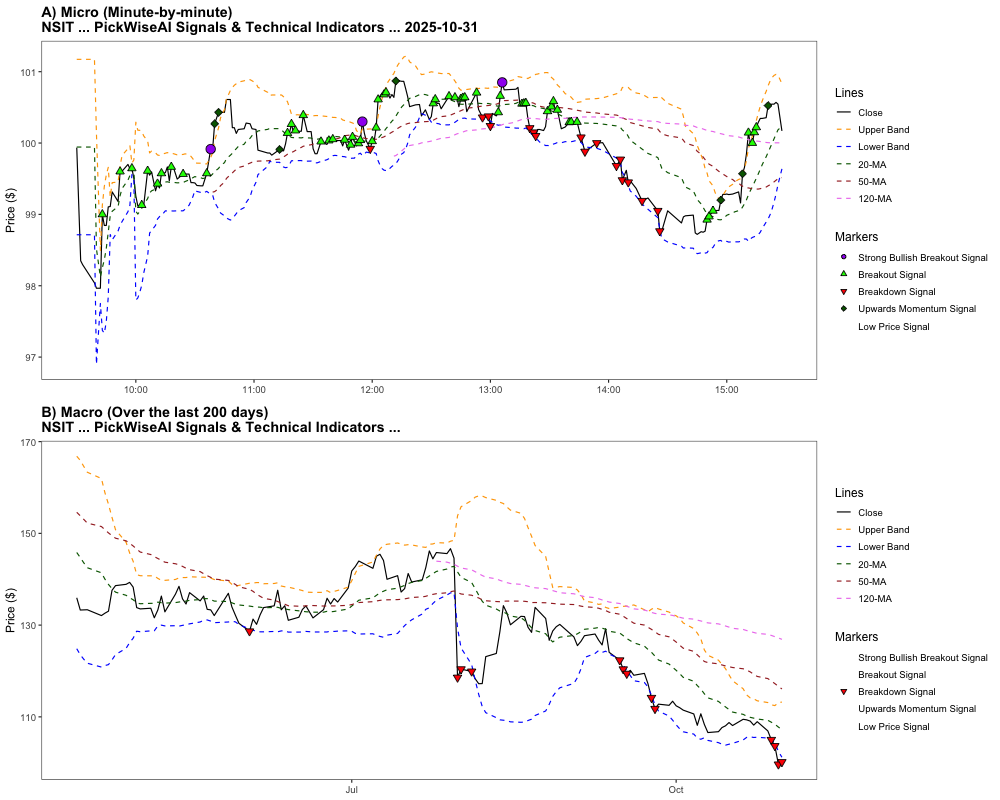 A) Micro (Minute-by-minute)
NSIT ... PickWiseAI Signals & Technical Indicators ... 2025-10-31
Price ($)
101
100
99
98
97
10:00
11:00
12:00
13:00
14:00
15:00
Lines
Close
Upper Band
Lower Band
20-MA
50-MA
120-MA
Markers
Strong Bullish Breakout Signal
Breakout Signal
Breakdown Signal
Upwards Momentum Signal
Low Price Signal
B) Macro (Over the last 200 days)
NSIT ... PickWiseAI Signals & Technical Indicators ...
Price ($)
170
150
130
110
Jul
Oct
Lines
Close
Upper Band
Lower Band
20-MA
50-MA
120-MA
Markers
Strong Bullish Breakout Signal
Breakout Signal
Breakdown Signal
Upwards Momentum Signal
Low Price Signal